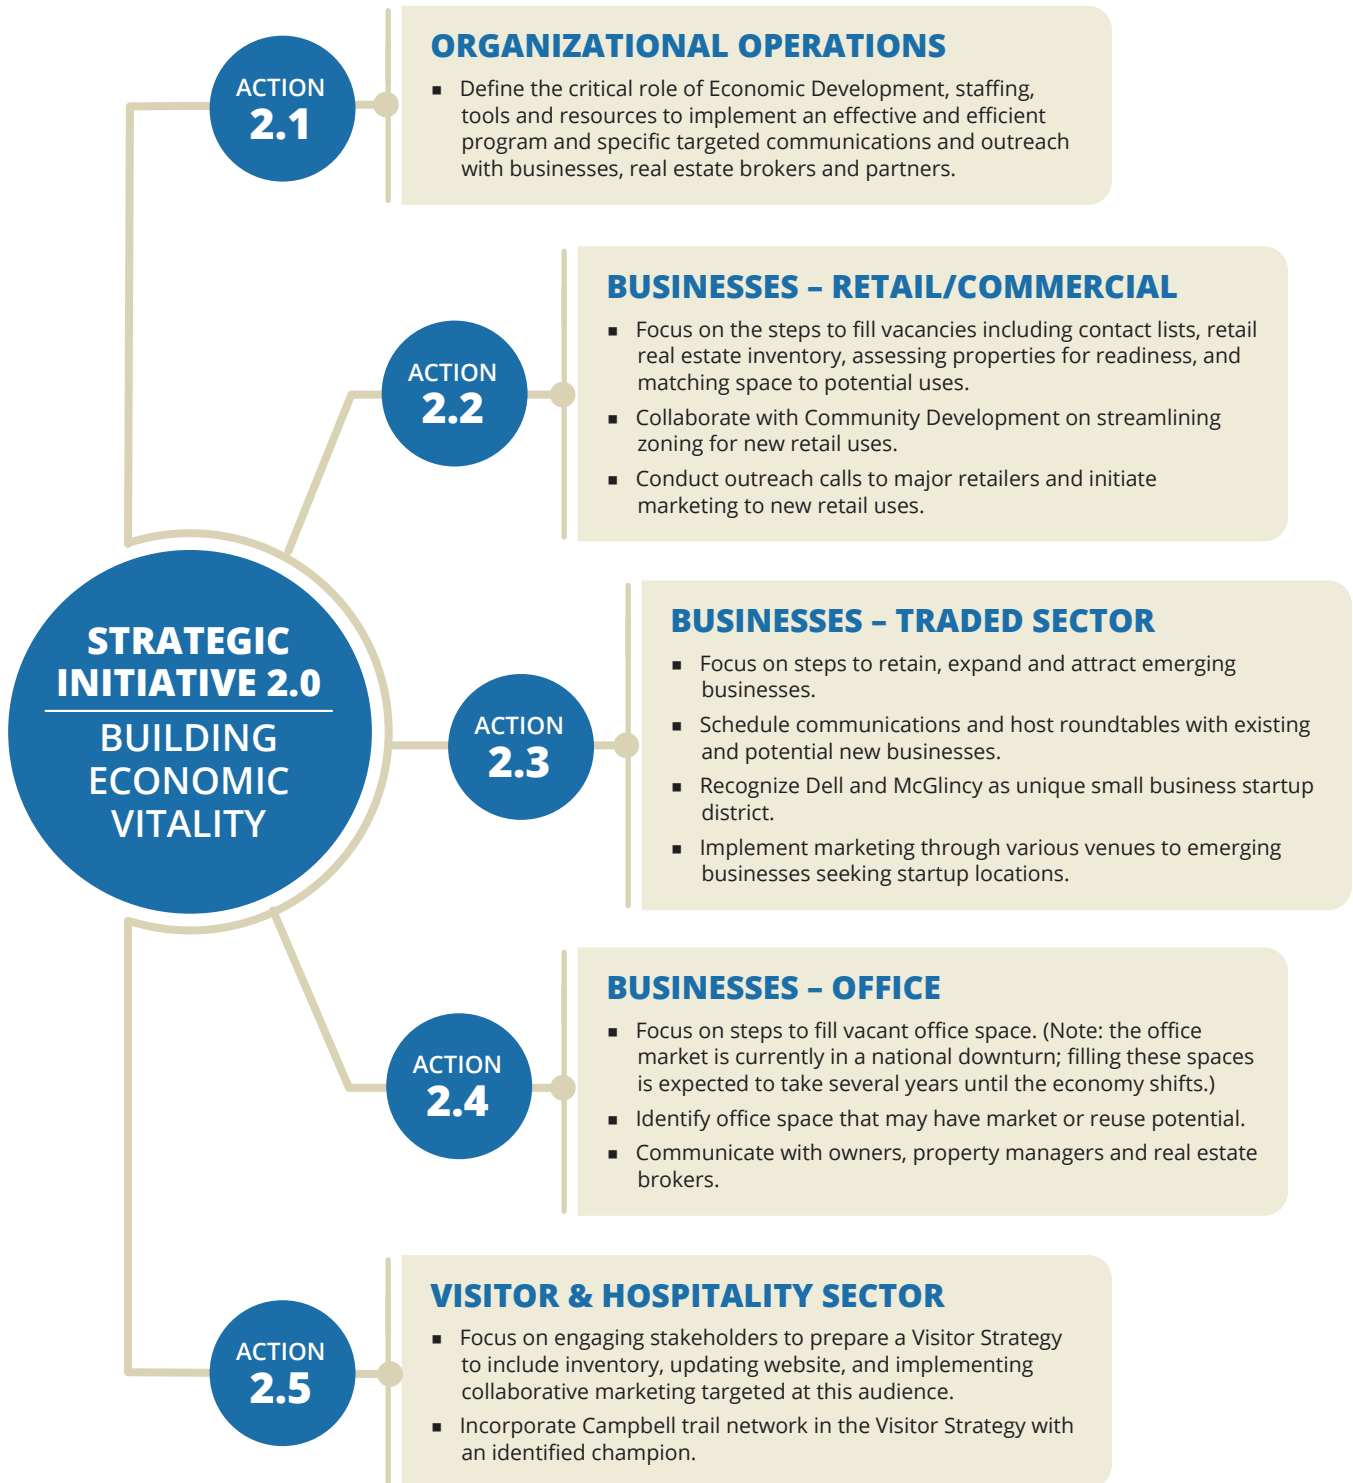 ACTION
2.1
ORGANIZATIONAL OPERATIONS
▪ Define the critical role of Economic Development, staffing,
tools and resources to implement an effective and efficient
program and specific targeted communications and outreach
with businesses, real estate brokers and partners.
ACTION
2.2
BUSINESSES – RETAIL/COMMERCIAL
▪ Focus on the steps to fill vacancies including contact lists, retail
real estate inventory, assessing properties for readiness, and
matching space to potential uses.
▪ Collaborate with Community Development on streamlining
zoning for new retail uses.
▪ Conduct outreach calls to major retailers and initiate
marketing to new retail uses.
STRATEGIC
INITIATIVE 2.0
BUILDING
ECONOMIC
VITALITY
ACTION
2.3
BUSINESSES – TRADED SECTOR
▪ Focus on steps to retain, expand and attract emerging
businesses.
▪ Schedule communications and host roundtables with existing
and potential new businesses.
▪ Recognize Dell and McGlincy as unique small business startup
district.
▪ Implement marketing through various venues to emerging
businesses seeking startup locations.
ACTION
2.4
BUSINESSES – OFFICE
▪ Focus on steps to fill vacant office space. (Note: the office
market is currently in a national downturn; filling these spaces
is expected to take several years until the economy shifts.)
▪ Identify office space that may have market or reuse potential.
▪ Communicate with owners, property managers and real estate
brokers.
ACTION
2.5
VISITOR & HOSPITALITY SECTOR
▪ Focus on engaging stakeholders to prepare a Visitor Strategy
to include inventory, updating website, and implementing
collaborative marketing targeted at this audience.
▪ Incorporate Campbell trail network in the Visitor Strategy with
an identified champion.